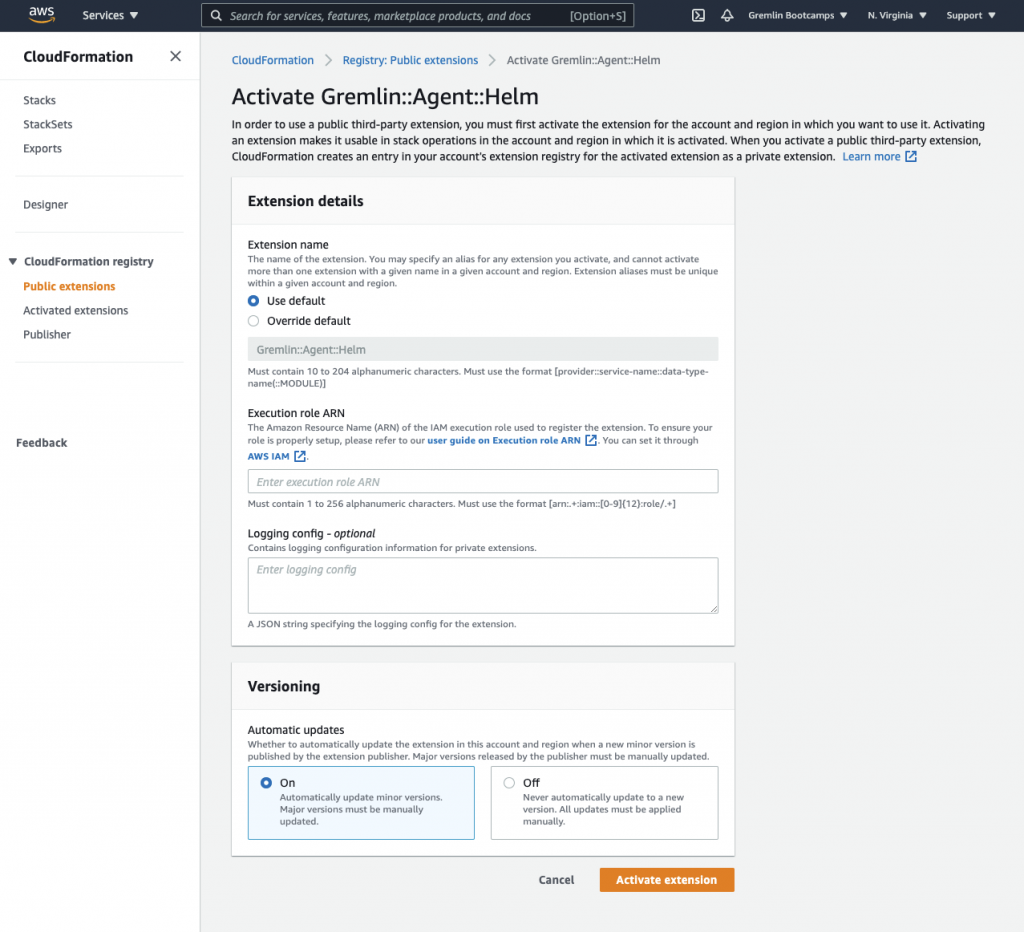 aws
Services
Search for services, features, marketplace products, and docs [Option+S]
Gremlin Bootcamps
N. Virginia
Support
CloudFormation
Stacks
StackSets
Exports
Designer
CloudFormation registry
Public extensions
Activated extensions
Publisher
Feedback
CloudFormation > Registry: Public extensions > Activate Gremlin::Agent::Helm
Activate Gremlin::Agent::Helm
In order to use a public third-party extension, you must first activate the extension for the account and region in which you want to use it. Activating
an extension makes it usable in stack operations in the account and region in which it is activated. When you activate a public third-party extension,
CloudFormation creates an entry in your account's extension registry for the activated extension as a private extension. Learn more
Extension details
Extension name
The name of the extension. You may specify an alias for any extension you activate, and cannot activate
more than one extension with a given name in a given account and region. Extension aliases must be unique
within a given account and region.
Use default
Override default
Gremlin::Agent::Helm
Must contain 10 to 204 alphanumeric characters. Must use the format [provider::service-name::data-type-
name(::MODULE)]
Execution role ARN
The Amazon Resource Name (ARN) of the IAM execution role used to register the extension. To ensure your
role is properly setup, please refer to our user guide on Execution role ARN . You can set it through
AWS IAM .
Enter execution role ARN
Must contain 1 to 256 alphanumeric characters. Must use the format [arn:.+:iam::[0-9]{12}:role/.+]
Logging config - optional
Contains logging configuration information for private extensions.
Enter logging config
A JSON string specifying the logging config for the extension.
Versioning
Automatic updates
Whether to automatically update the extension in this account and region when a new minor version is
published by the extension publisher. Major versions released by the publisher must be manually updated.
On
Automatically update minor versions.
Major versions must be manually
updated.
Off
Never automatically update to a new
version. All updates must be applied
manually.
Cancel
Activate extension